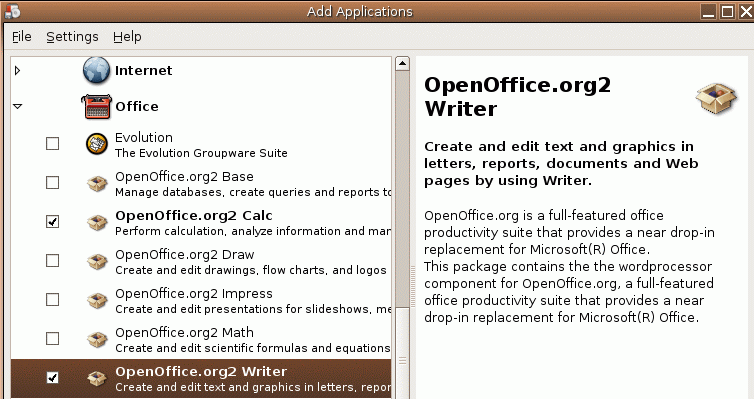 Add Applications
File Settings Help
Internet
Office
Evolution
The Evolution Groupware Suite
OpenOffice.org2 Base
Manage databases, create queries and reports to
OpenOffice.org2 Calc
Perform calculation, analyze information and mar
OpenOffice.org2 Draw
Create and edit drawings, flow charts, and logos
OpenOffice.org2 Impress
Create and edit presentations for slideshows, me
OpenOffice.org2 Math
Create and edit scientific formulas and equations
OpenOffice.org2 Writer
Create and edit text and graphics in letters, repor
OpenOffice.org2
Writer
Create and edit text and graphics in
letters, reports, documents and Web
pages by using Writer.
OpenOffice.org is a full-featured office
productivity suite that provides a near drop-in
replacement for Microsoft(R) Office.
This package contains the the wordprocessor
component for OpenOffice.org, a full-featured
office productivity suite that provides a near
drop-in replacement for Microsoft(R) Office.